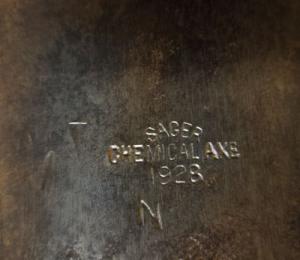 T
SAGER
CHEMICAL AXE
1928
N